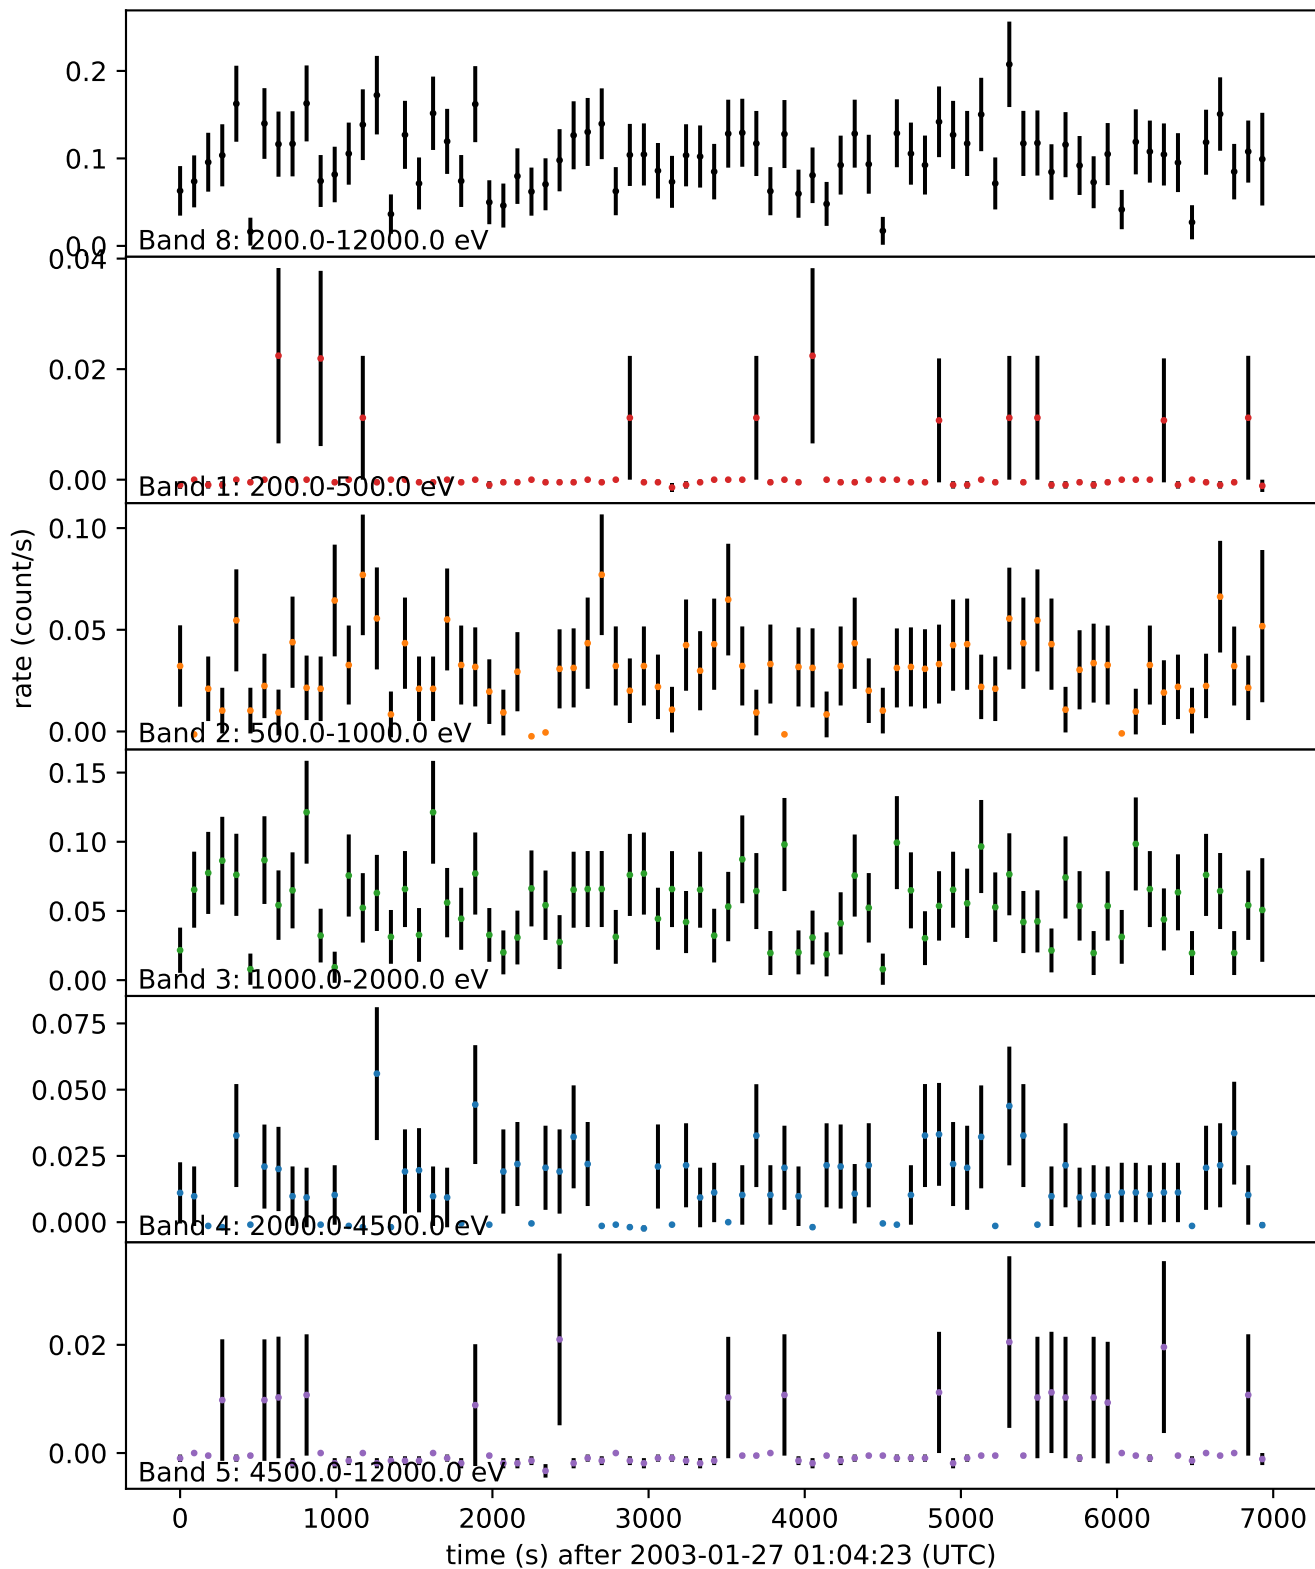 0.2
0.1
0.0
Band 8: 200.0-12000.0 eV
0.04
0.02
0.00
Band 1: 200.0-500.0 eV
0.10
0.05
0.00
Band 2: 500.0-1000.0 eV
rate (count/s)
0.15
0.10
0.05
0.00
Band 3: 1000.0-2000.0 eV
0.075
0.050
0.025
0.000
Band 4: 2000.0-4500.0 eV
0.02
0.00
Band 5: 4500.0-12000.0 eV
0 1000 2000 3000 4000 5000 6000 7000
time (s) after 2003-01-27 01:04:23 (UTC)